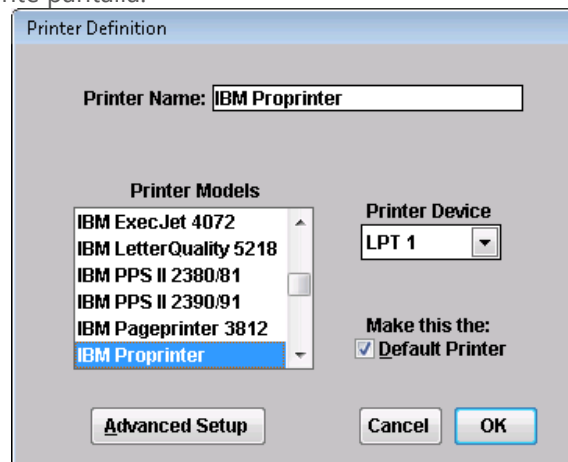 Printer Definition
Printer Name: IBM Proprinter
Printer Models
IBM ExecJet 4072
IBM LetterQuality 5218
IBM PPS II 2380/81
IBM PPS II 2390/91
IBM Pageprinter 3812
IBM Proprinter
Printer Device
LPT 1
Make this the:
Default Printer
Advanced Setup
Cancel
OK